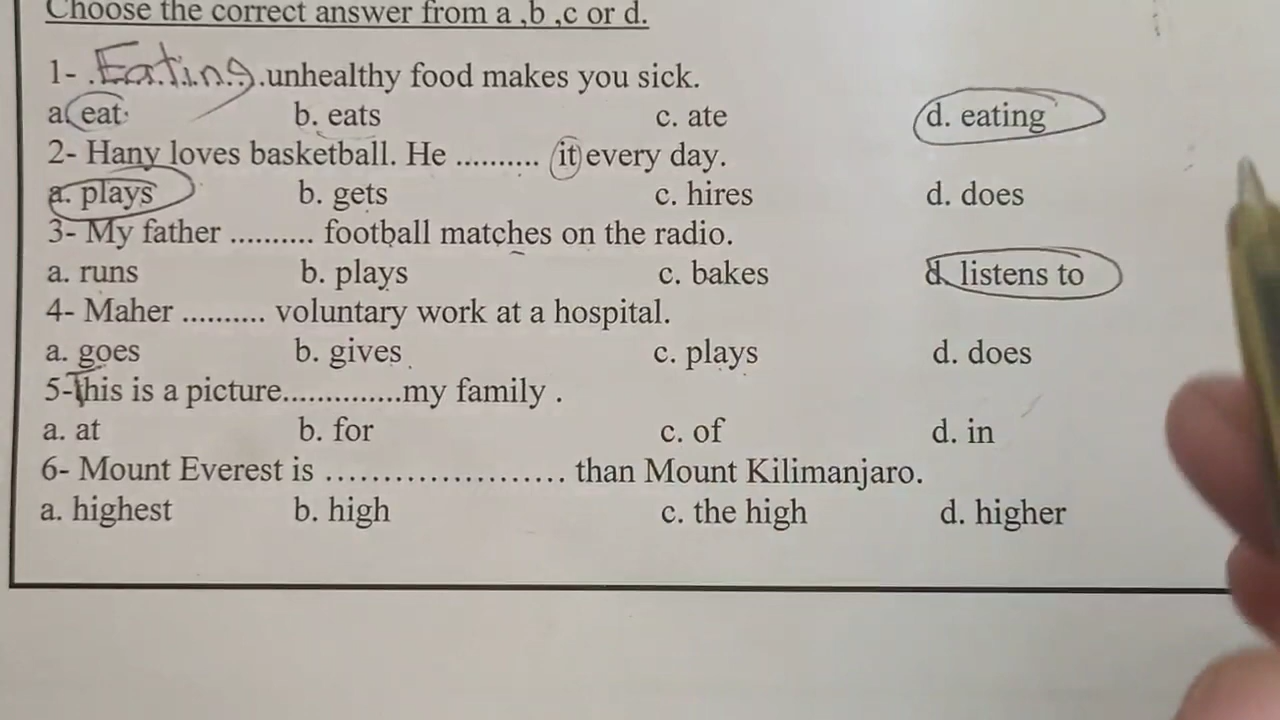 Choose the correct answer from a ,b ,c or d.
1- .Eating.unhealthy food makes you sick.
a. eat b. eats c. ate d. eating
2- Hany loves basketball. He .......... it every day.
a. plays b. gets c. hires d. does
3- My father .......... football matches on the radio.
a. runs b. plays c. bakes d. listens to
4- Maher .......... voluntary work at a hospital.
a. goes b. gives c. plays d. does
5-This is a picture..............my family .
a. at b. for c. of d. in
6- Mount Everest is ..................... than Mount Kilimanjaro.
a. highest b. high c. the high d. higher